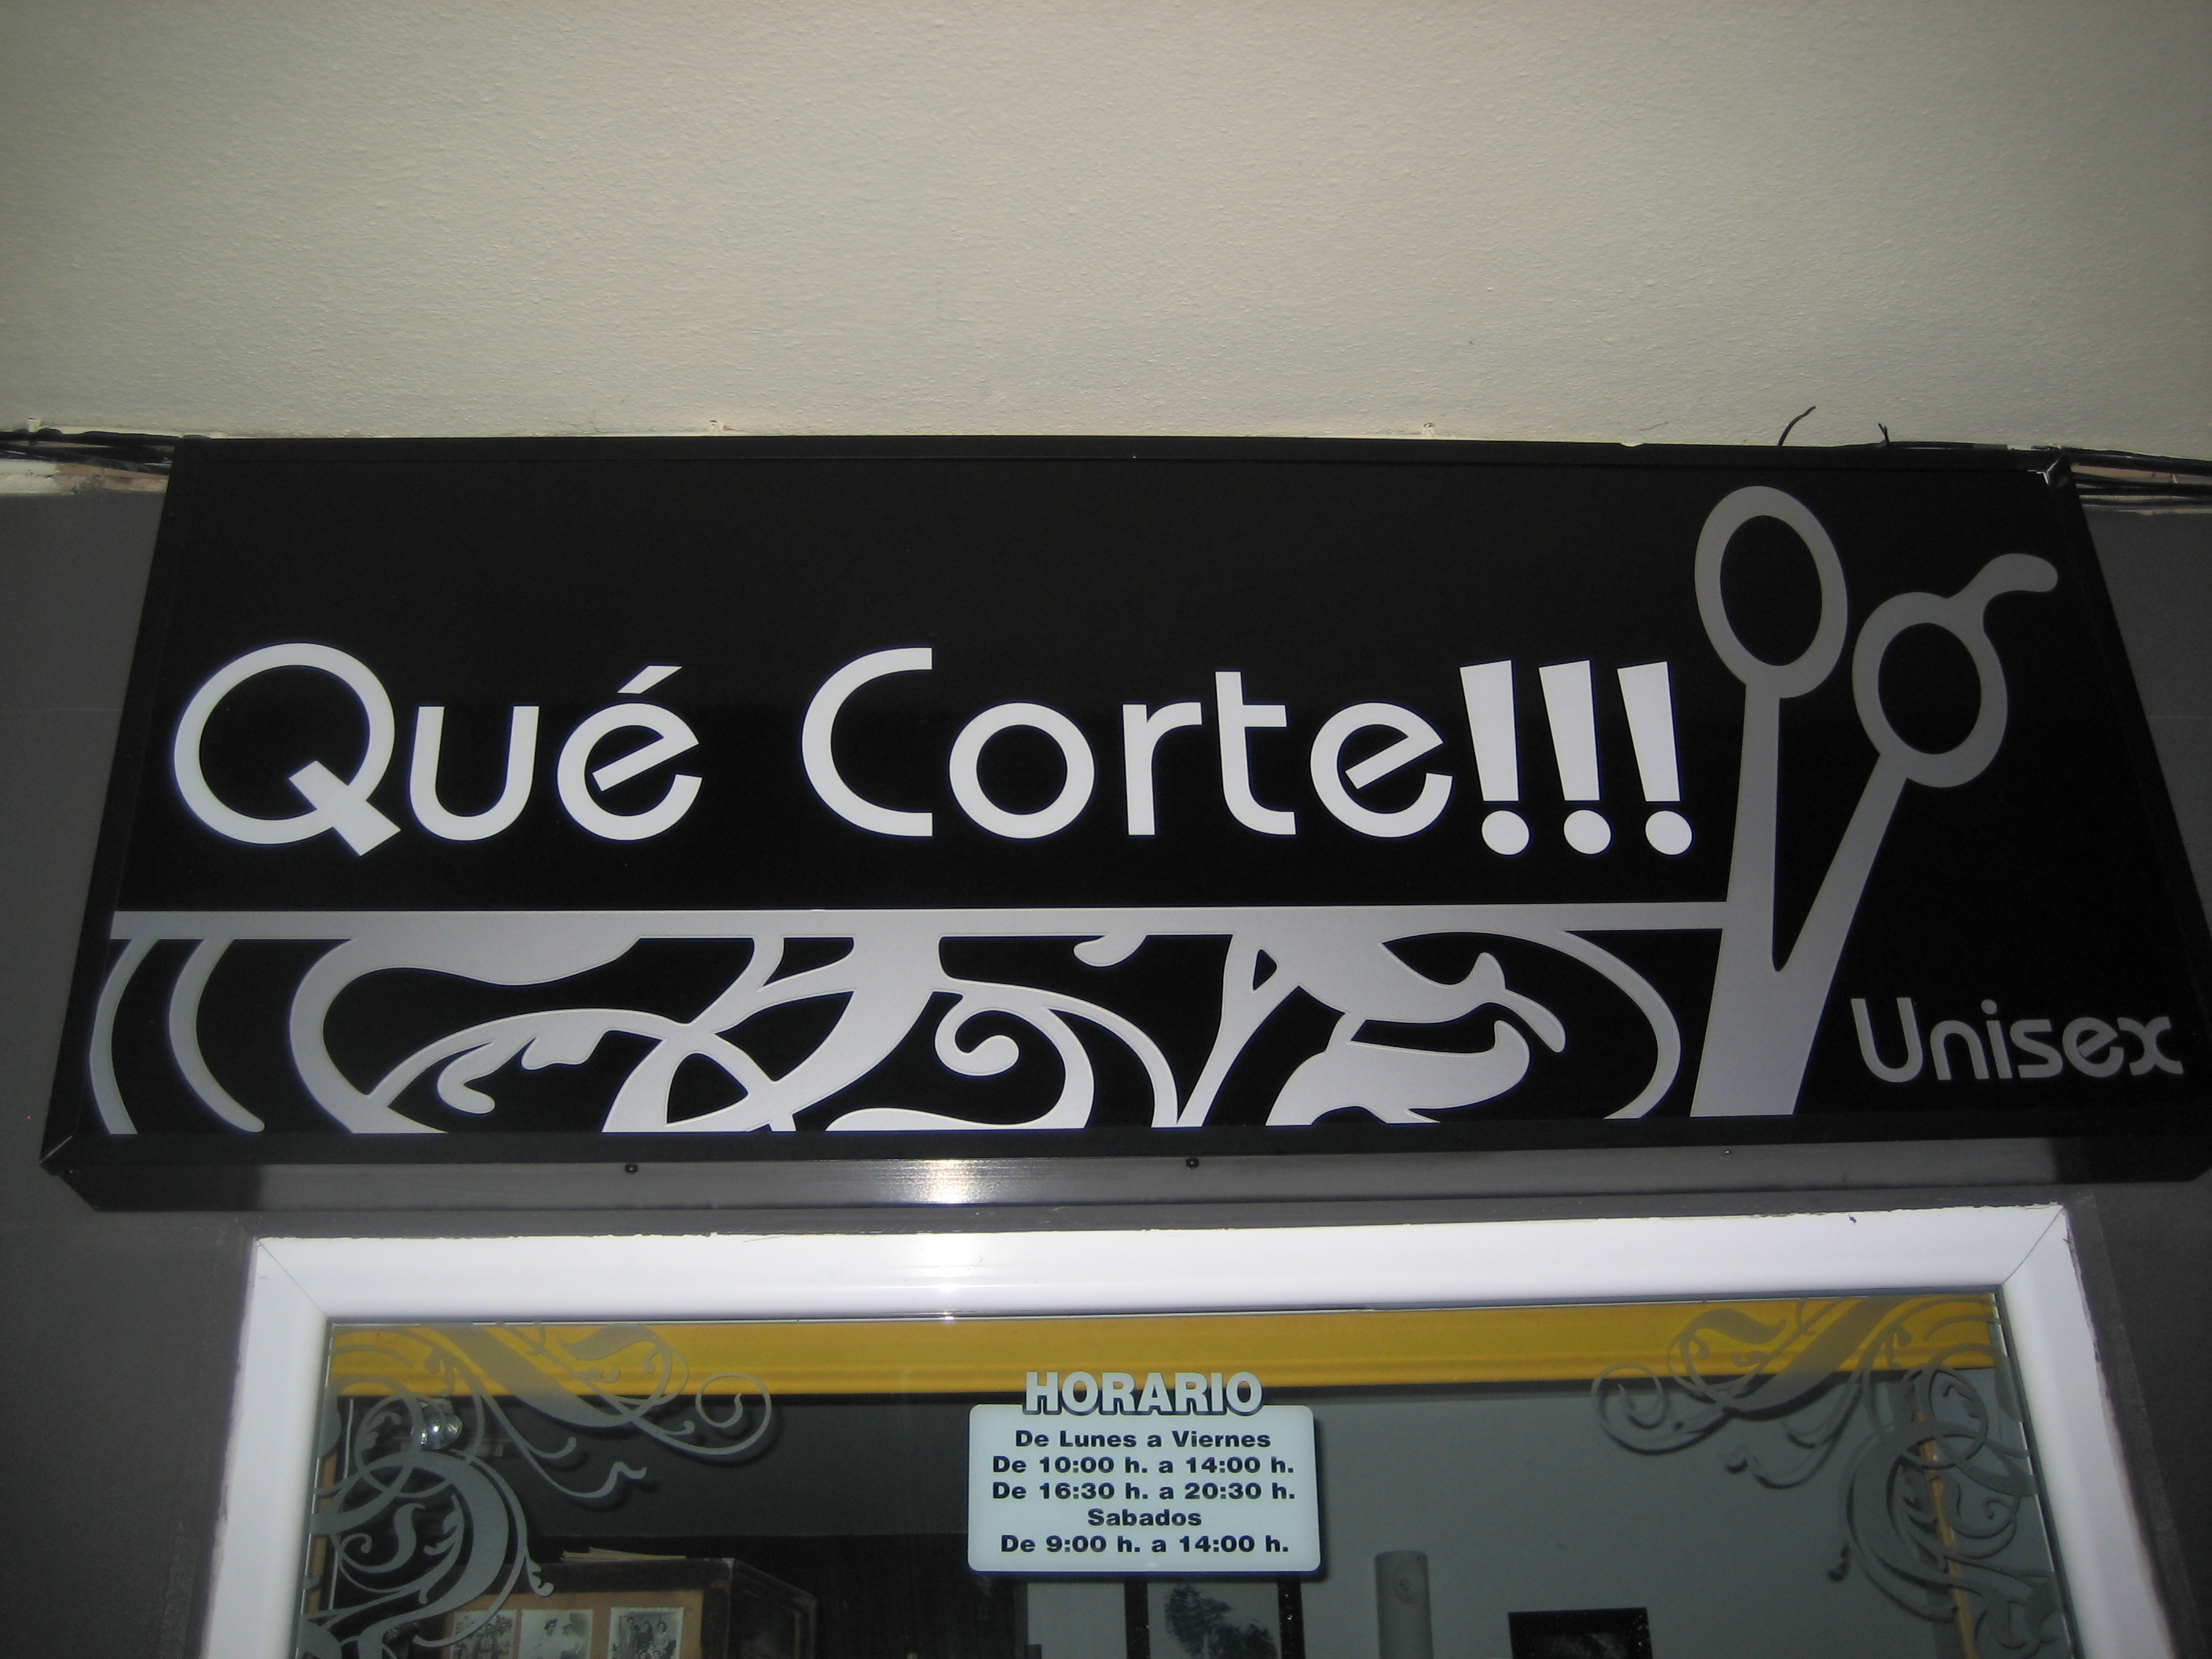 Qué Corte!!!
Unisex
HORARIO
De Lunes a Viernes
De 10:00 h. a 14:00 h.
De 16:30 h. a 20:30 h.
Sabados
De 9:00 h. a 14:00 h.